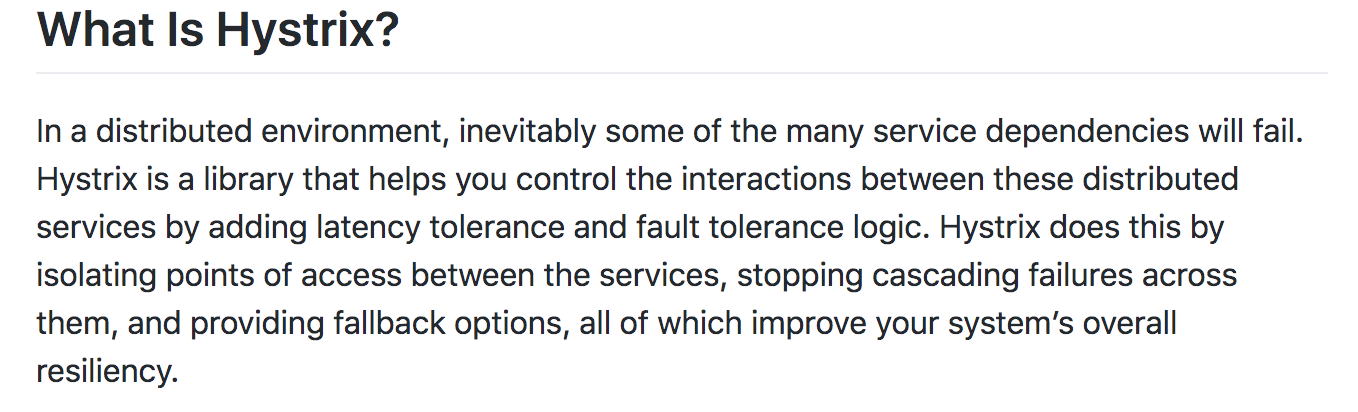 What Is Hystrix?
In a distributed environment, inevitably some of the many service dependencies will fail.
Hystrix is a library that helps you control the interactions between these distributed
services by adding latency tolerance and fault tolerance logic. Hystrix does this by
isolating points of access between the services, stopping cascading failures across
them, and providing fallback options, all of which improve your system’s overall
resiliency.